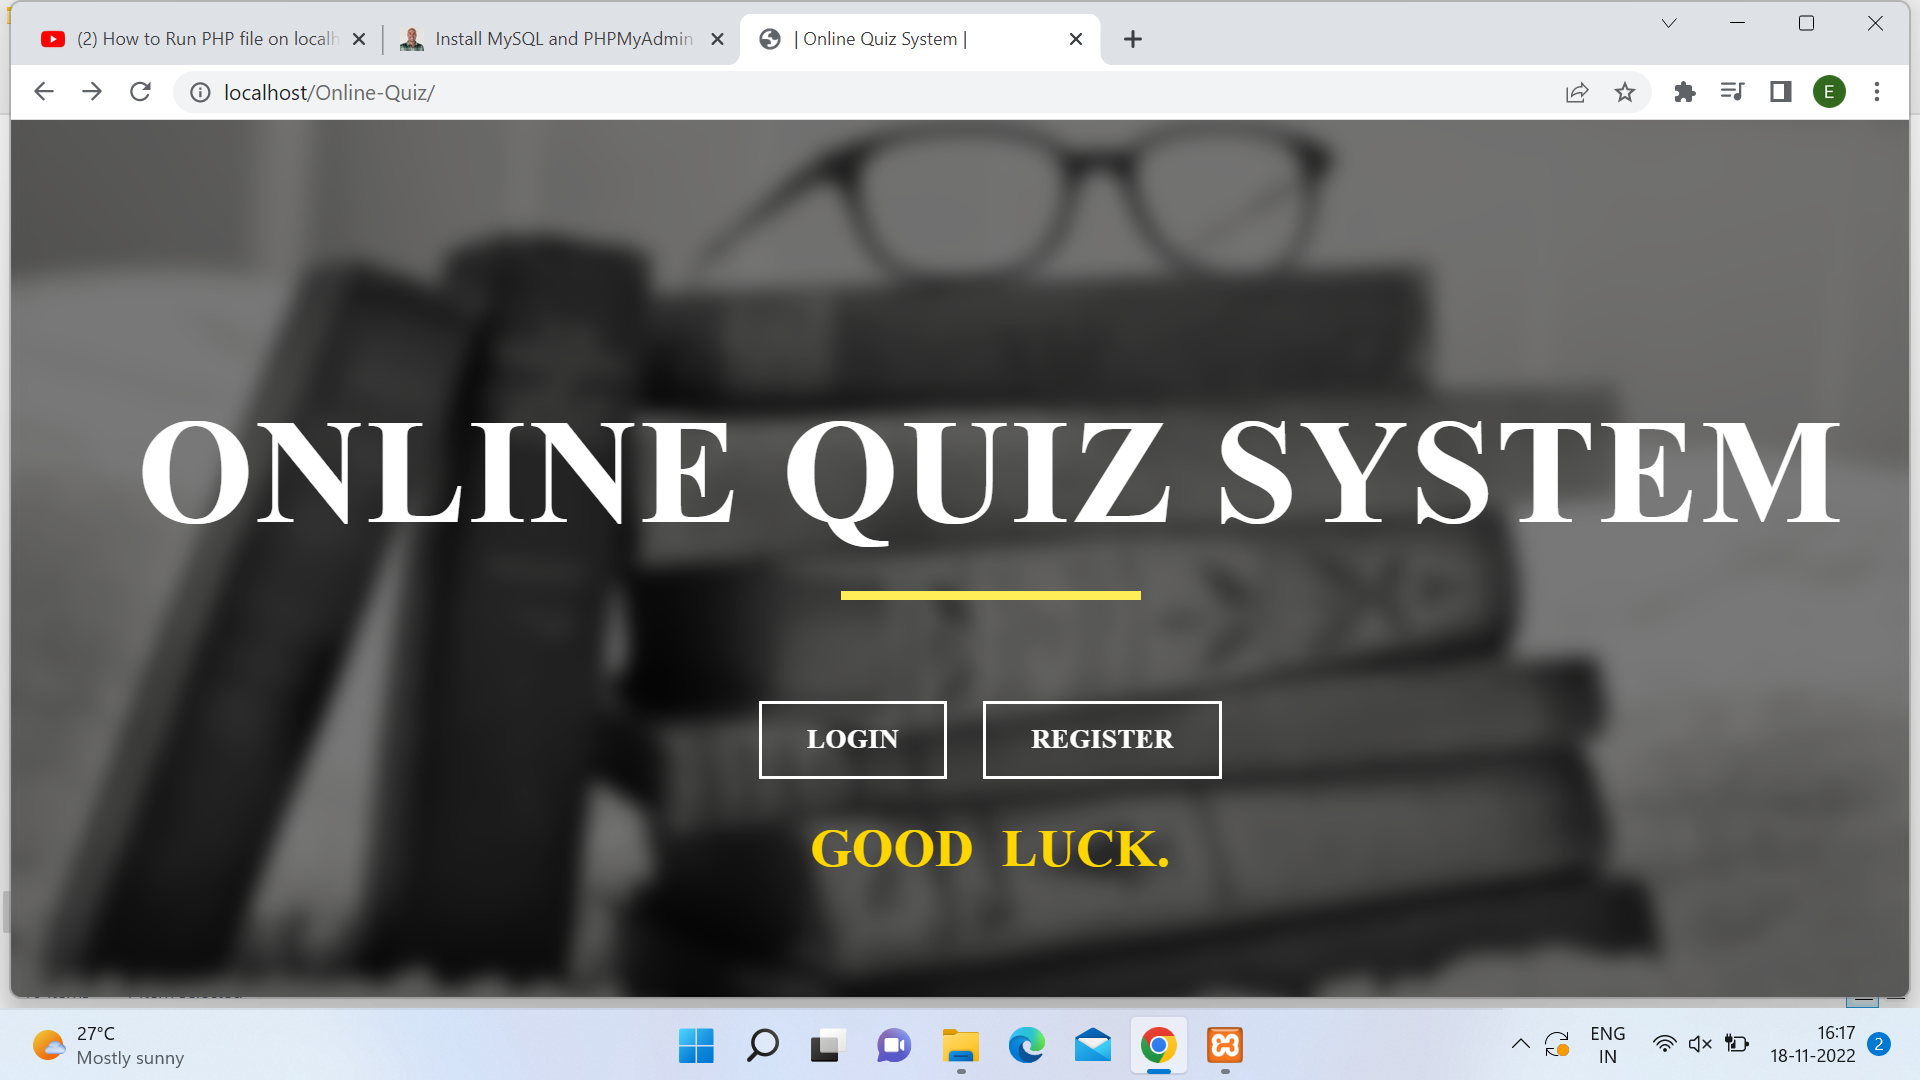 (2) How to Run PHP file on localh
Install MySQL and PHPMyAdmin
| Online Quiz System |
localhost/Online-Quiz/
E
ONLINE QUIZ SYSTEM
LOGIN
REGISTER
GOOD LUCK.
27°C
Mostly sunny
ENG
IN
16:17
18-11-2022
2